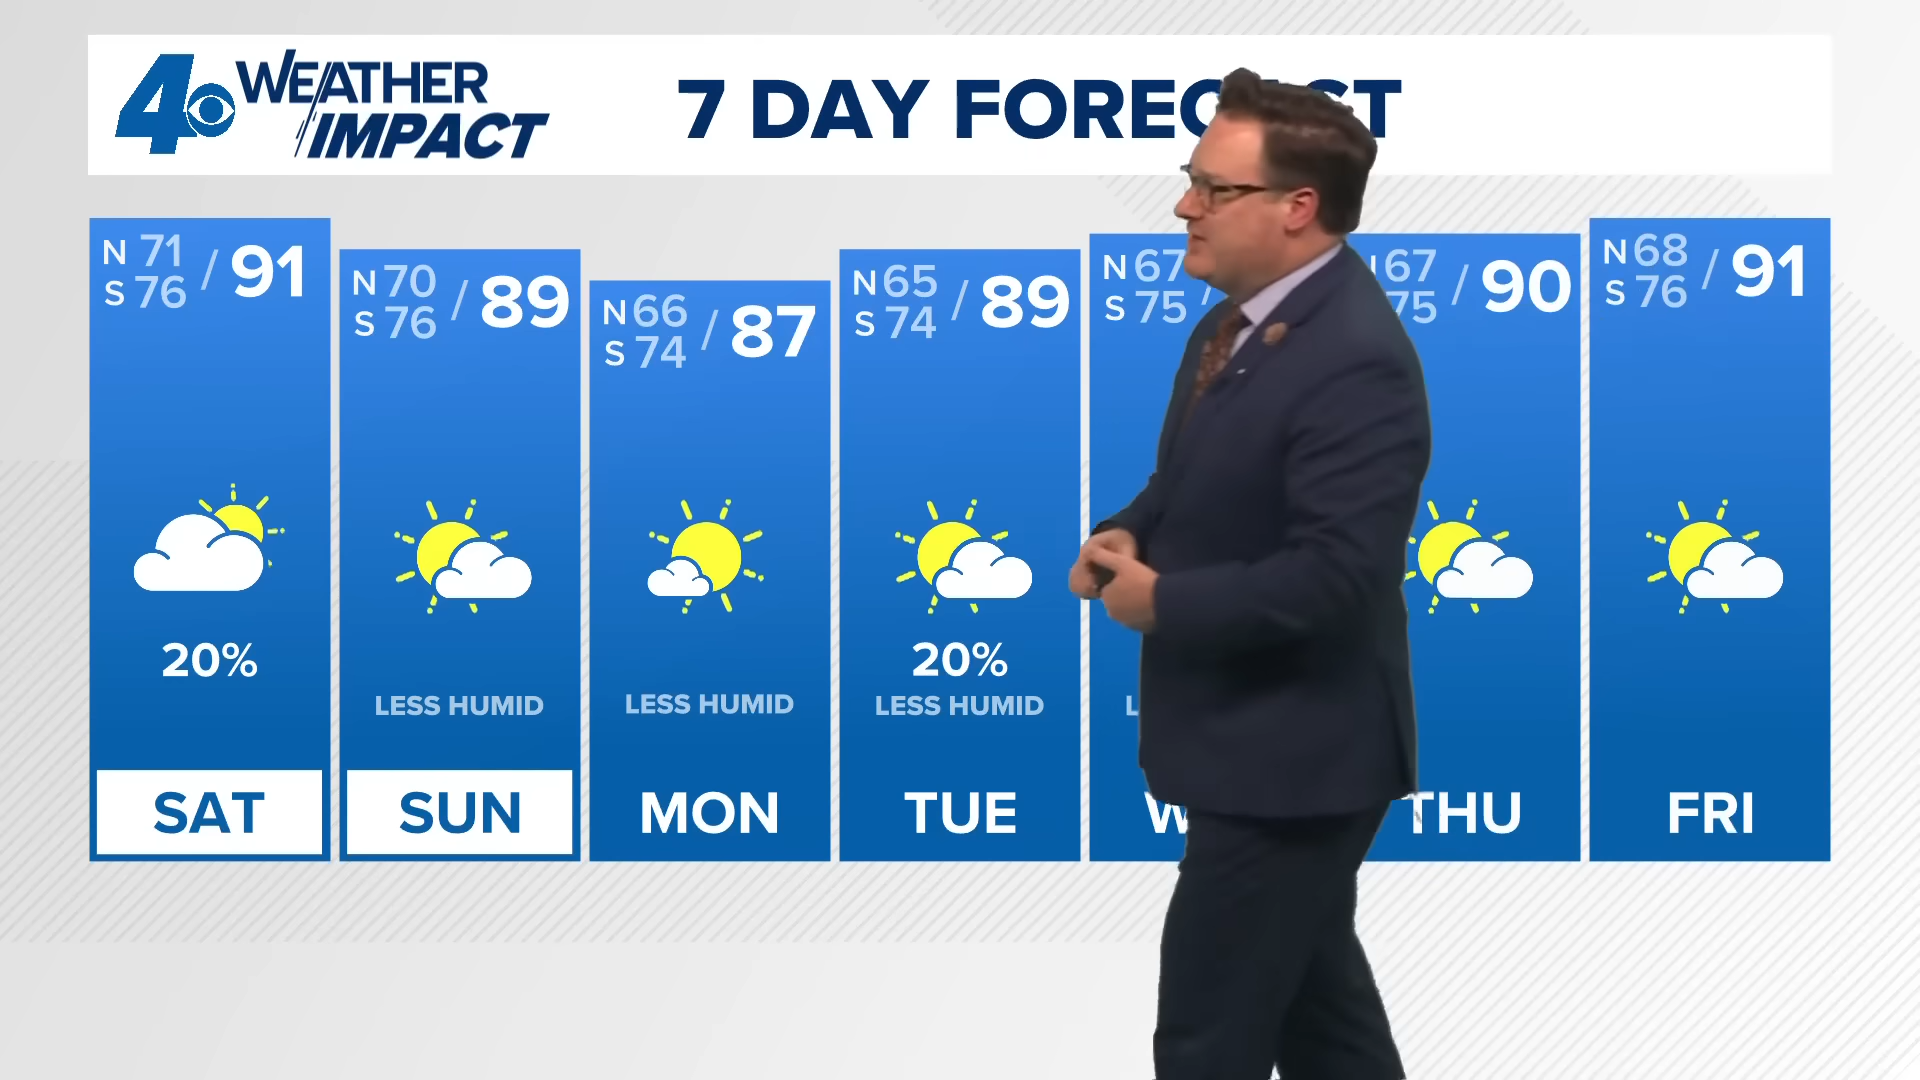 4 WEATHER
IMPACT
7 DAY FORECAST
N 71
S 76 / 91
N 70
S 76 / 89
N 66
S 74 / 87
N 65
S 74 / 89
N 67
S 75 /
67
75 / 90
N 68
S 76 / 91
20%
20%
LESS HUMID
LESS HUMID
LESS HUMID
L
SAT
SUN
MON
TUE
W
THU
FRI